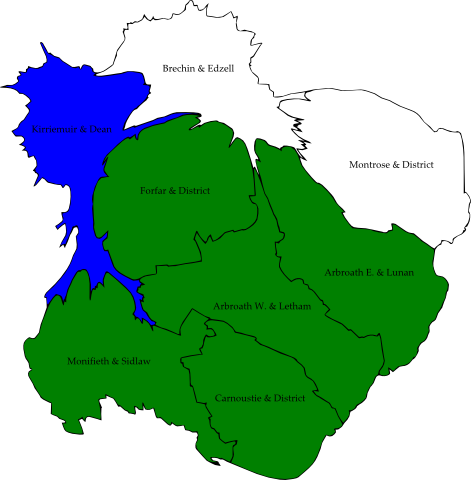 Brechin & Edzell
Kirriemuir & Dean
Montrose & District
Forfar & District
Arbroath E. & Lunan
Arbroath W. & Letham
Monifieth & Sidlaw
Carnoustie & District